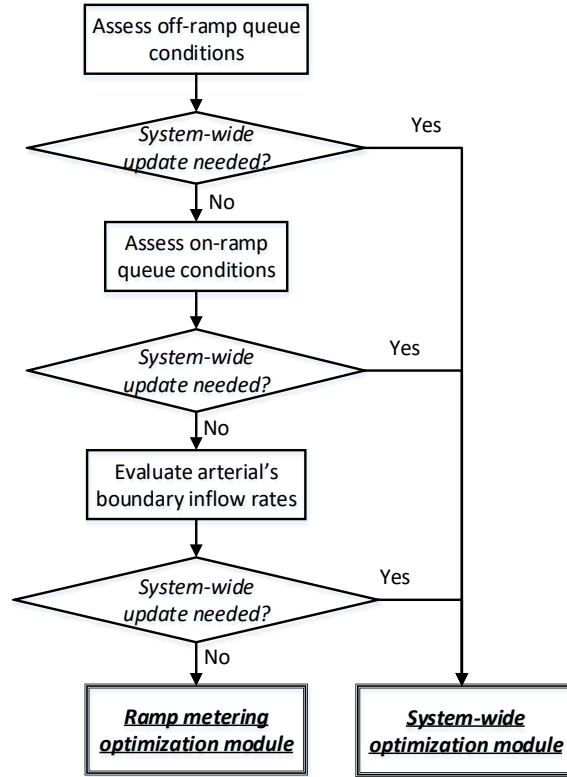 Assess off-ramp queue
conditions
System-wide
update needed?
Yes
No
Assess on-ramp
queue conditions
System-wide
update needed?
Yes
No
Evaluate arterial's
boundary inflow rates
System-wide
update needed?
Yes
No
Ramp metering
optimization module
System-wide
optimization module